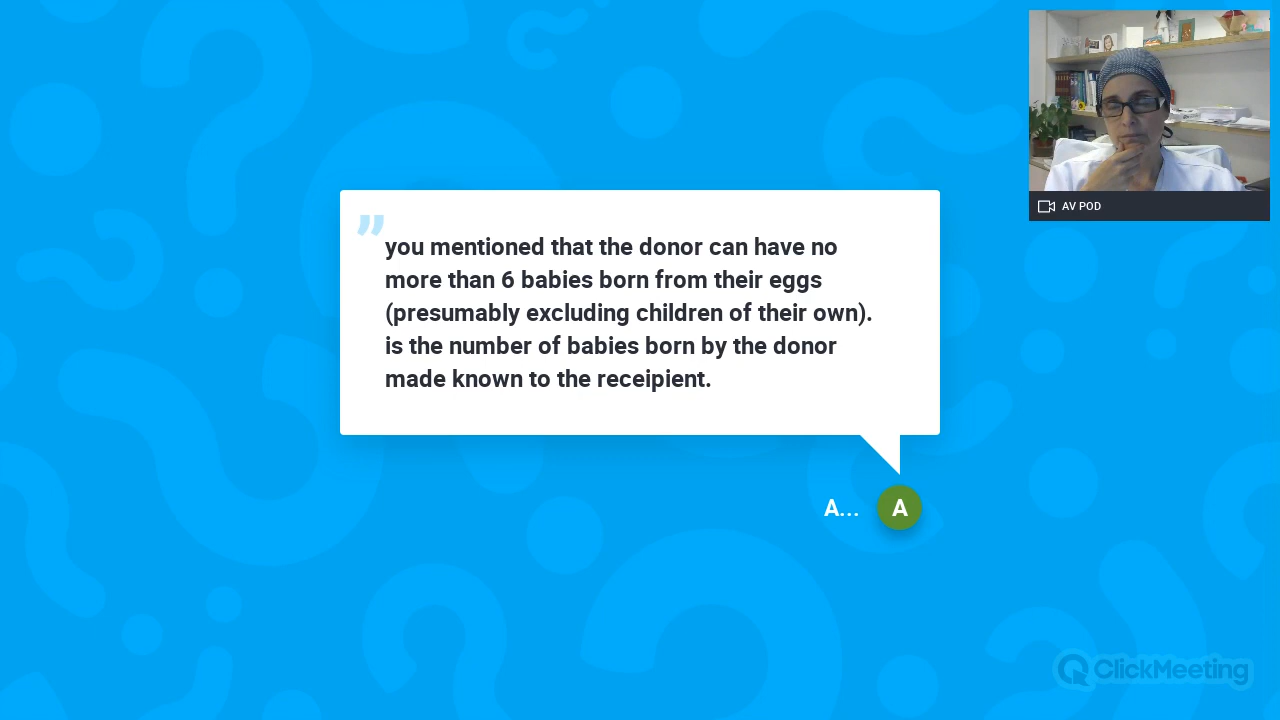 AV POD
you mentioned that the donor can have no
more than 6 babies born from their eggs
(presumably excluding children of their own).
is the number of babies born by the donor
made known to the receipient.
A...
A
ClickMeeting